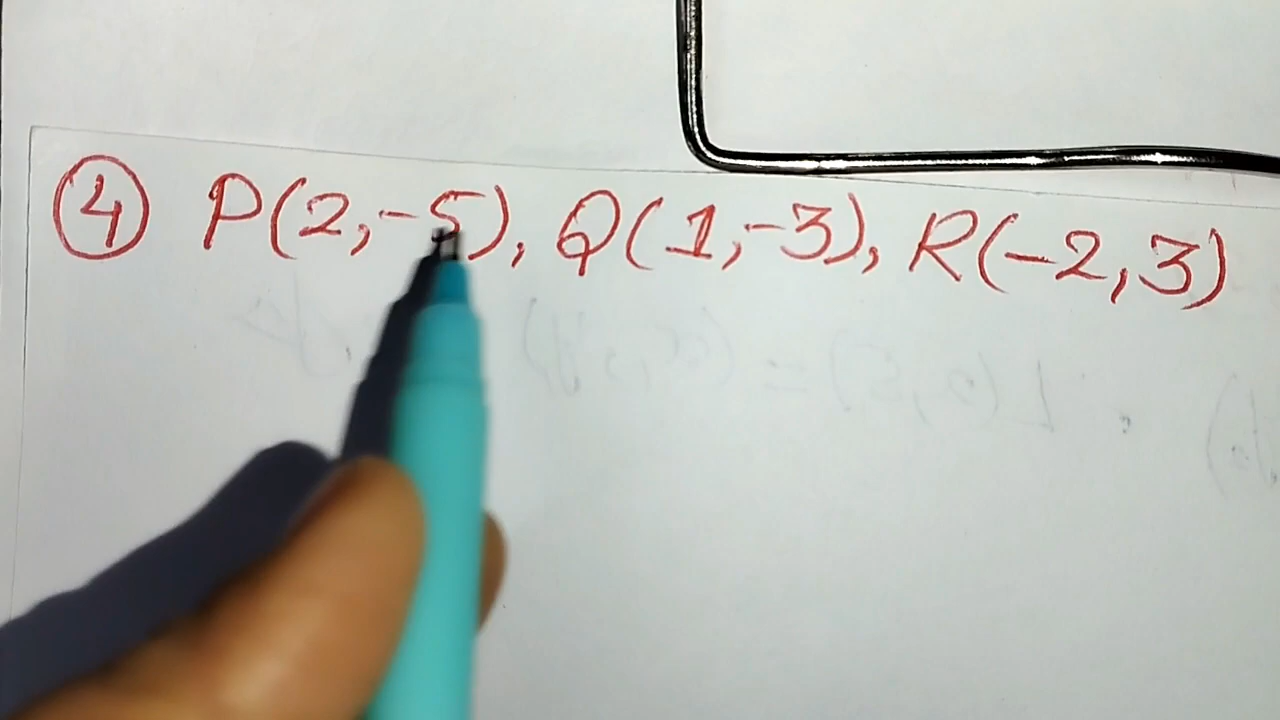 ④ P(2,-5), Q(1,-3), R(-2,3)